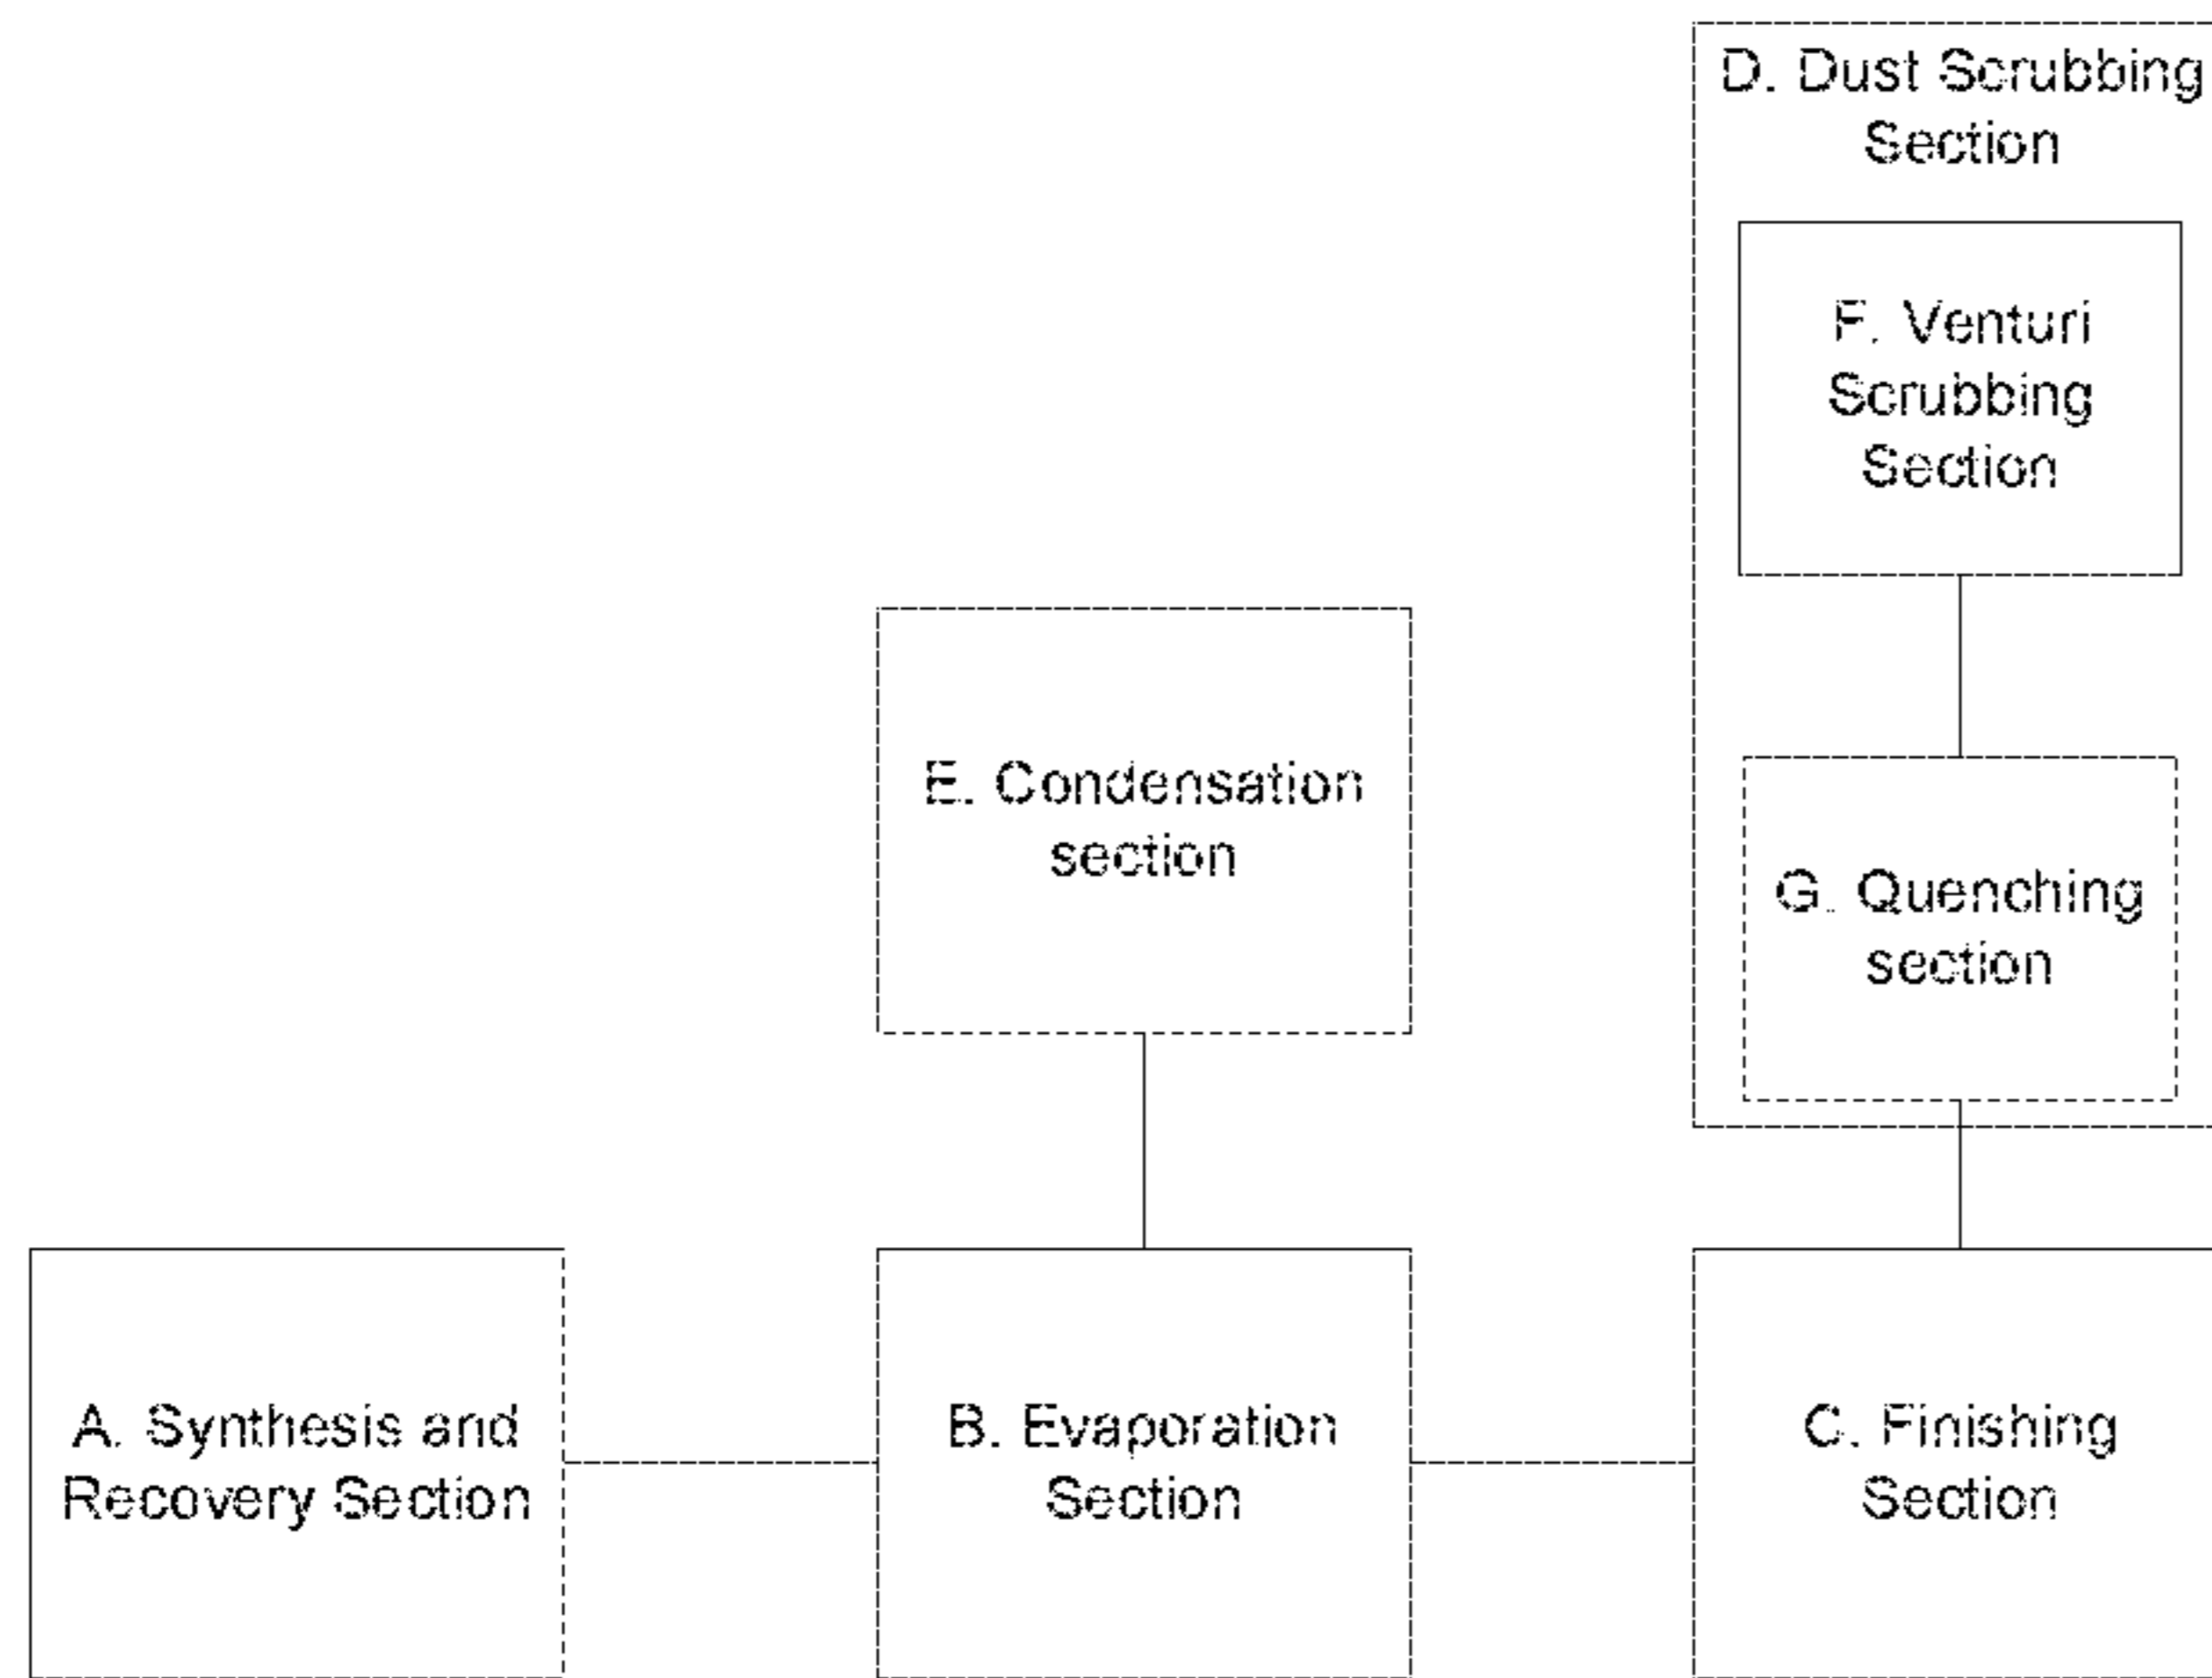 D. Dust Scrubbing
Section
F. Venturi
Scrubbing
Section
E. Condensation
section
G. Quenching
section
A. Synthesis and
Recovery Section
B. Evaporation
Section
C. Finishing
Section